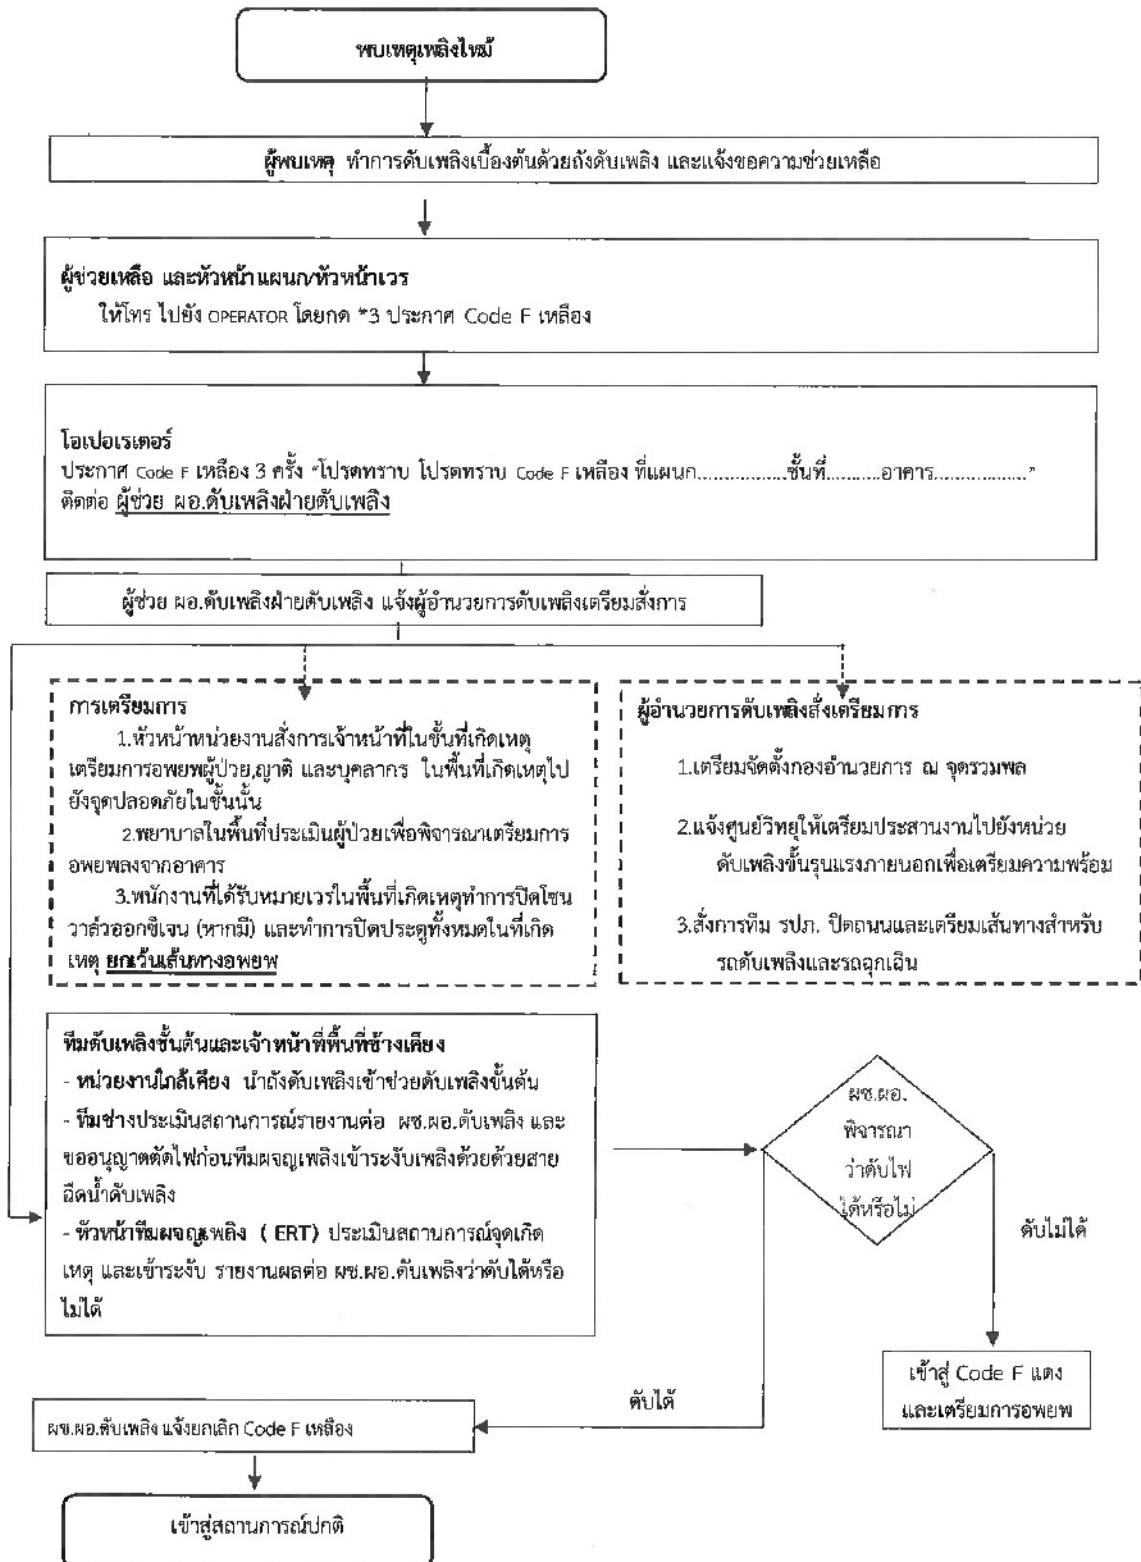 พบเหตุเพลิงไหม้
ผู้พบเหตุ ทำการดับเพลิงเบื้องต้นด้วยถังดับเพลิง และแจ้งขอความช่วยเหลือ
ผู้ช่วยเหลือ และหัวหน้าแผนก/หัวหน้าเวร
ให้โทร ไปยัง OPERATOR โดยกด *3 ประกาศ Code F เหลือง
โอเปอเรเตอร์
ประกาศ Code F เหลือง 3 ครั้ง "โปรดทราบ โปรดทราบ Code F เหลือง ที่แผนก.................ชั้นที่..........อาคาร.................."
ติดต่อ ผู้ช่วย ผอ.ดับเพลิงฝ่ายดับเพลิง
ผู้ช่วย ผอ.ดับเพลิงฝ่ายดับเพลิง แจ้งผู้อำนวยการดับเพลิงเตรียมสั่งการ
การเตรียมการ
1.หัวหน้าหน่วยงานสั่งการเจ้าหน้าที่ในชั้นที่เกิดเหตุ
เตรียมการอพยพผู้ป่วย,ญาติ และบุคลากร ในพื้นที่เกิดเหตุไป
ยังจุดปลอดภัยในชั้นนั้น
2.พยาบาลในพื้นที่ประเมินผู้ป่วยเพื่อพิจารณาเตรียมการ
อพยพลงจากอาคาร
3.พนักงานที่ได้รับหมายเวรในพื้นที่เกิดเหตุทำการปิดโซน
วาล์วออกซิเจน (หากมี) และทำการปิดประตูทั้งหมดในที่เกิด
เหตุ ยกเว้นเส้นทางอพยพ
ผู้อำนวยการดับเพลิงสั่งเตรียมการ
1.เตรียมจัดตั้งกองอำนวยการ ณ จุดรวมพล
2.แจ้งศูนย์วิทยุให้เตรียมประสานงานไปยังหน่วย
ดับเพลิงขั้นรุนแรงภายนอกเพื่อเตรียมความพร้อม
3.สั่งการทีม รปภ. ปิดถนนและเตรียมเส้นทางสำหรับ
รถดับเพลิงและรถฉุกเฉิน
ทีมดับเพลิงขั้นต้นและเจ้าหน้าที่พื้นที่ข้างเคียง
- หน่วยงานใกล้เคียง นำถังดับเพลิงเข้าช่วยดับเพลิงขั้นต้น
- ทีมช่างประเมินสถานการณ์รายงานต่อ ผช.ผอ.ดับเพลิง และ
ขออนุญาตตัดไฟก่อนทีมผจญเพลิงเข้าระงับเพลิงด้วยด้วยสาย
ฉีดน้ำดับเพลิง
- หัวหน้าทีมผจญเพลิง ( ERT) ประเมินสถานการณ์จุดเกิด
เหตุ และเข้าระงับ รายงานผลต่อ ผช.ผอ.ดับเพลิงว่าดับได้หรือ
ไม่ได้
ผช.ผอ.
พิจารณา
ว่าดับไฟ
ได้หรือไม่
ดับไม่ได้
เข้าสู่ Code F แดง
และเตรียมการอพยพ
ดับได้
ผช.ผอ.ดับเพลิง แจ้งยกเลิก Code F เหลือง
เข้าสู่สถานการณ์ปกติ